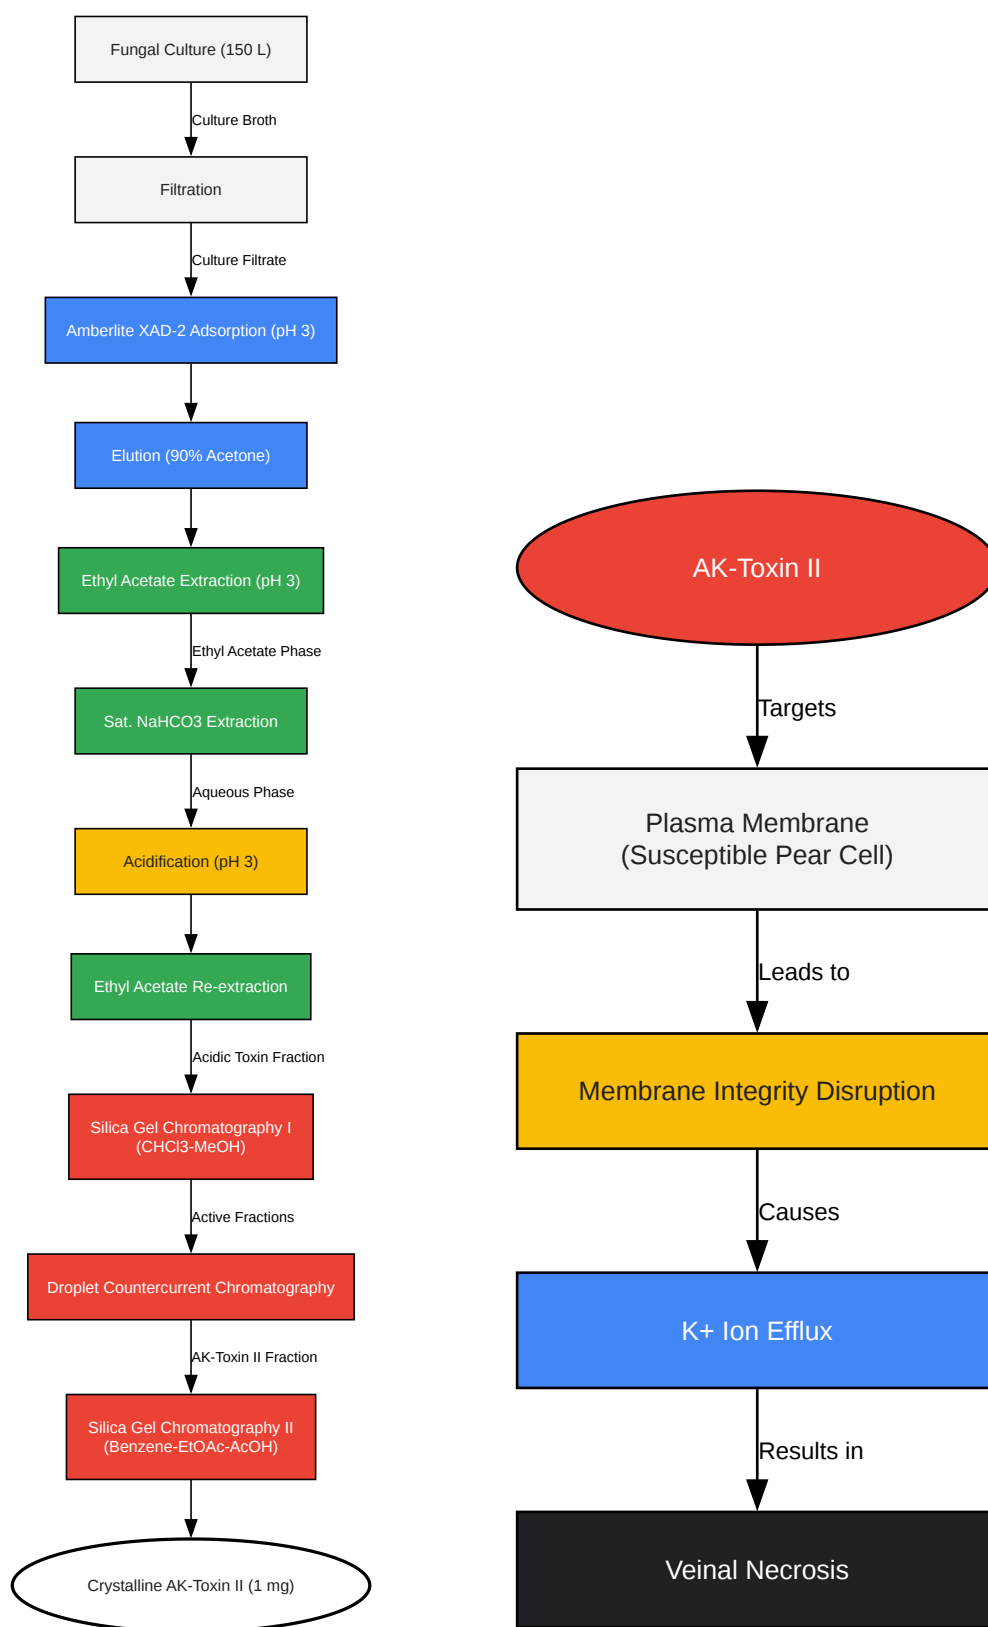 Fungal Culture (150 L)
Culture Broth
Filtration
Culture Filtrate
Amberlite XAD-2 Adsorption (pH 3)
Elution (90% Acetone)
Ethyl Acetate Extraction (pH 3)
Ethyl Acetate Phase
Sat. NaHCO3 Extraction
Aqueous Phase
Acidification (pH 3)
Ethyl Acetate Re-extraction
Acidic Toxin Fraction
Silica Gel Chromatography I
(CHCl3-MeOH)
Active Fractions
Droplet Countercurrent Chromatography
AK-Toxin II Fraction
Silica Gel Chromatography II
(Benzene-EtOAc-AcOH)
Crystalline AK-Toxin II (1 mg)
AK-Toxin II
Targets
Plasma Membrane
(Susceptible Pear Cell)
Leads to
Membrane Integrity Disruption
Causes
K+ Ion Efflux
Results in
Veinal Necrosis